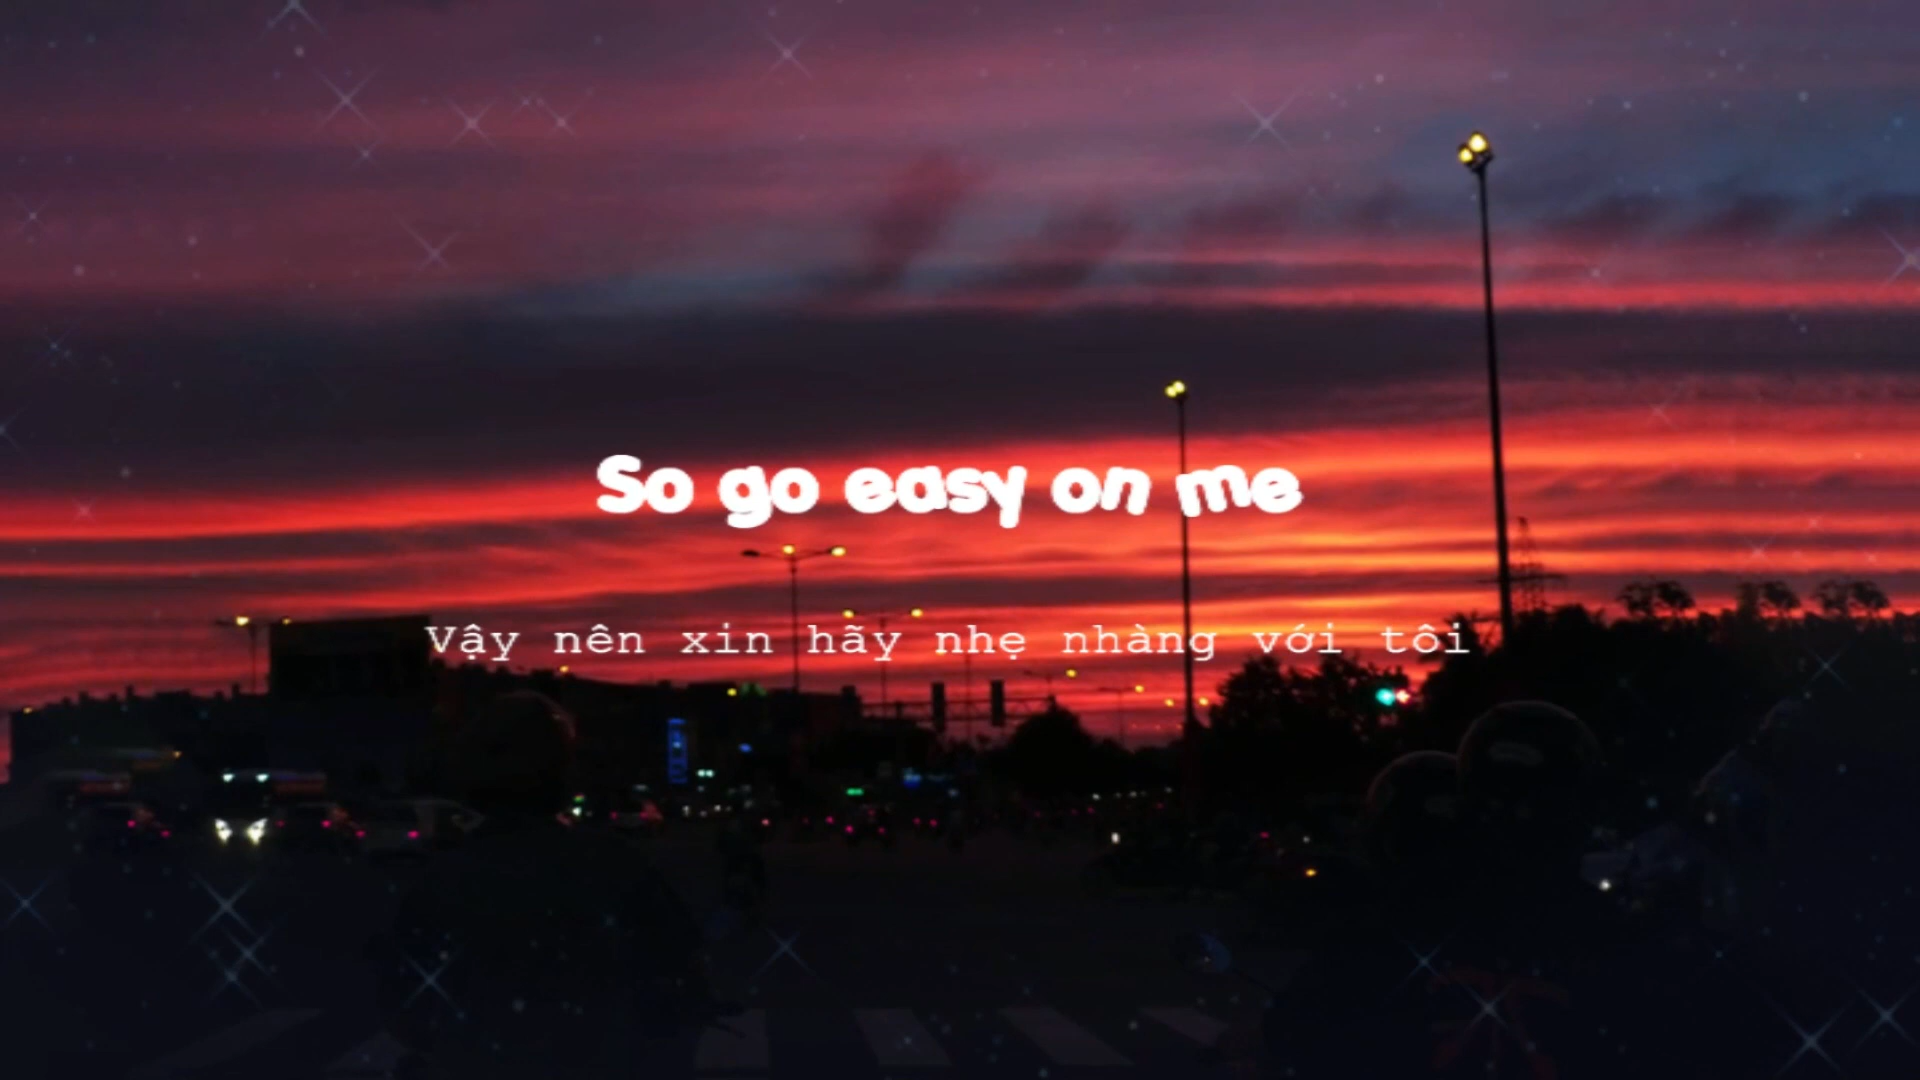 So go easy on me
Vậy nên xin hãy nhẹ nhàng với tôi